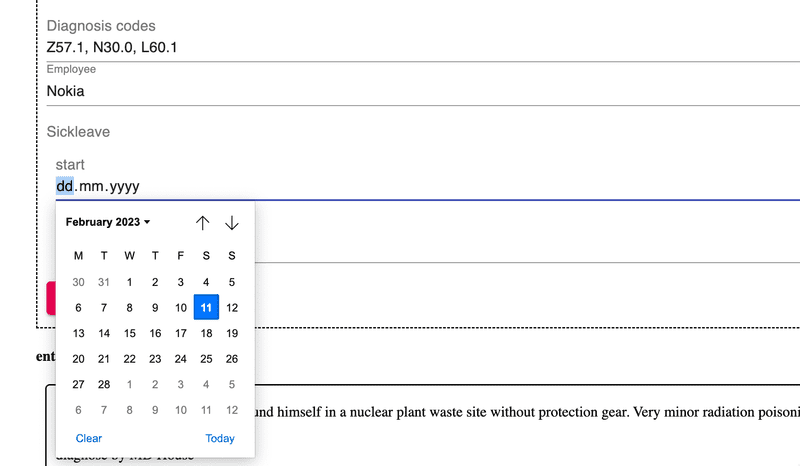 Diagnosis codes
Z57.1, N30.0, L60.1
Employee
Nokia
Sickleave
start
dd.mm.yyyy
February 2023
M T W T F S S
30 31 1 2 3 4 5
6 7 8 9 10 11 12
13 14 15 16 17 18 19
20 21 22 23 24 25 26
27 28 1 2 3 4 5
6 7 8 9 10 11 12
Clear Today
ent
und himself in a nuclear plant waste site without protection gear. Very minor radiation poisoni
diagnose by MD House